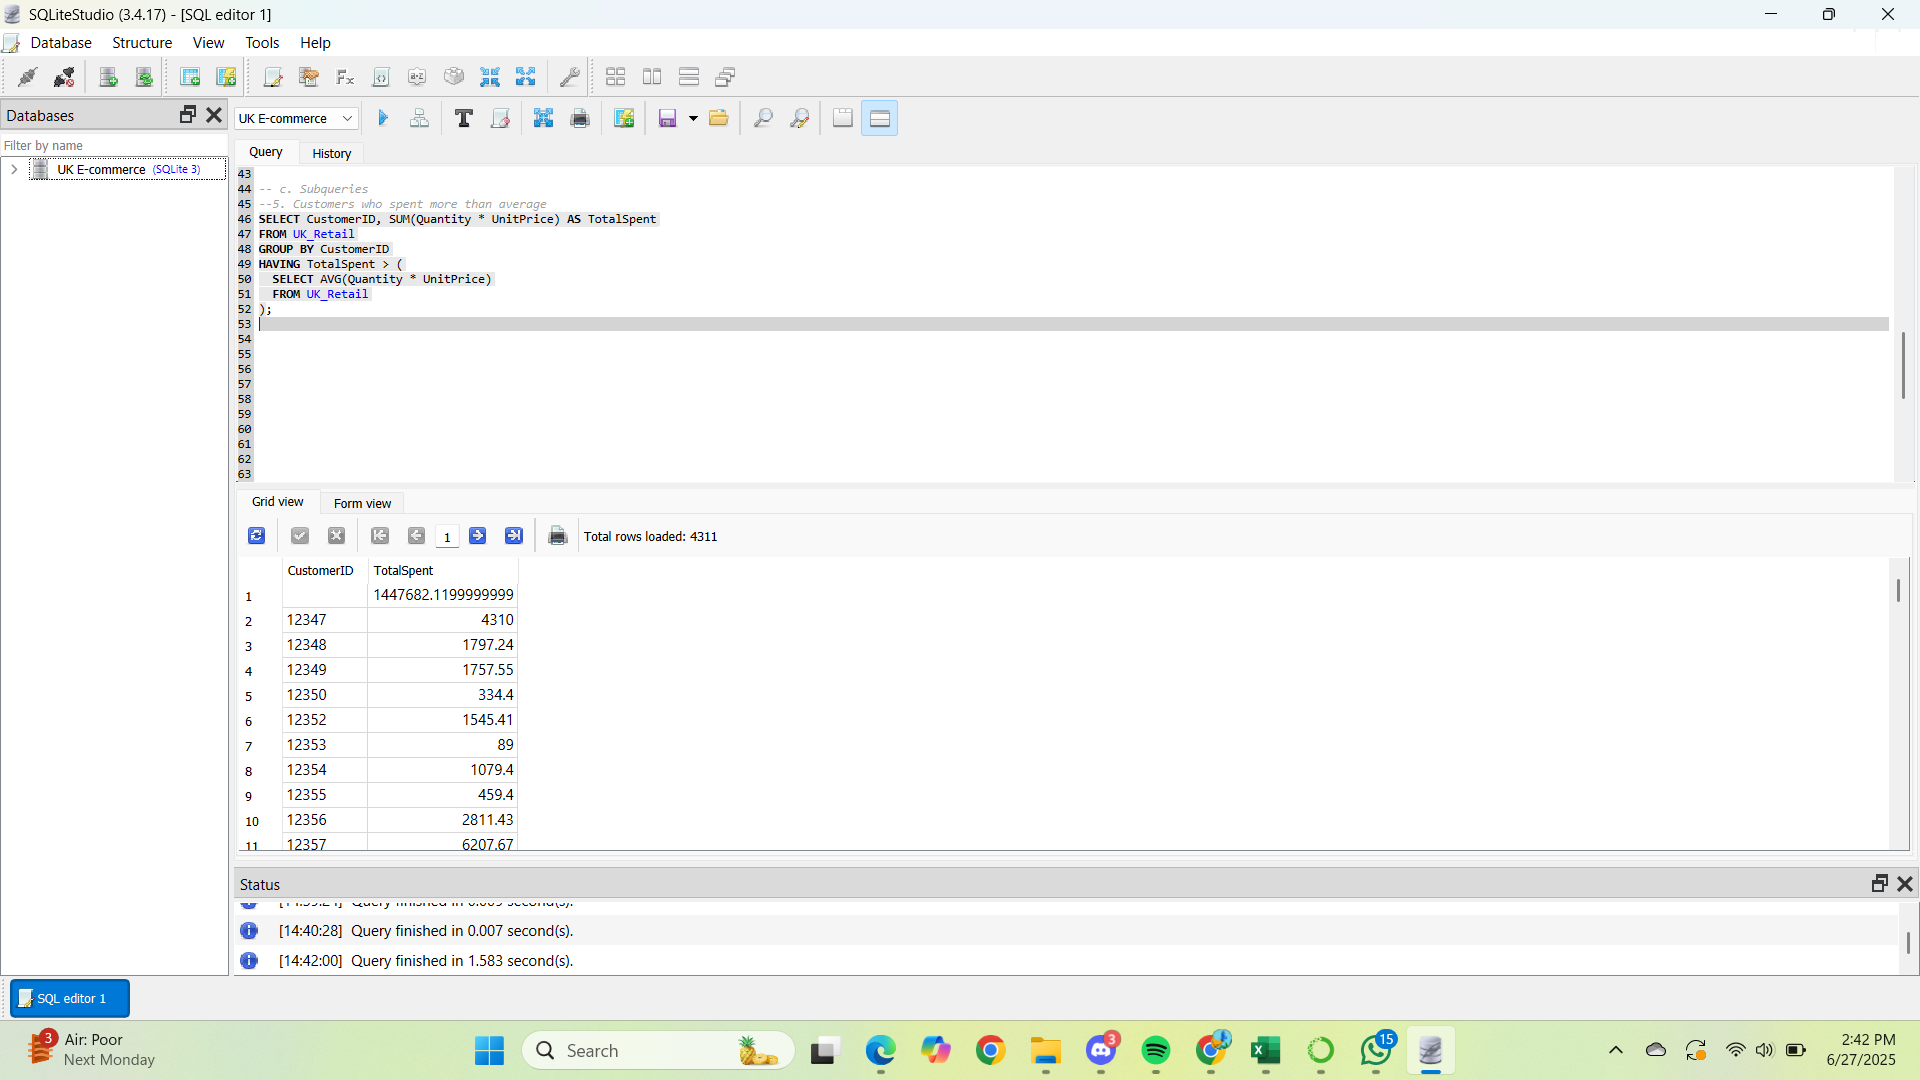 SQLiteStudio (3.4.17) - [SQL editor 1]
Database Structure View Tools Help
Databases
UK E-commerce
Filter by name
UK E-commerce (SQLite 3)
Query History
43
44 -- c. Subqueries
45 --5. Customers who spent more than average
46 SELECT CustomerID, SUM(Quantity * UnitPrice) AS TotalSpent
47 FROM UK_Retail
48 GROUP BY CustomerID
49 HAVING TotalSpent > (
50 SELECT AVG(Quantity * UnitPrice)
51 FROM UK_Retail
52 );
53
54
55
56
57
58
59
60
61
62
63
Grid view Form view
1 Total rows loaded: 4311
CustomerID TotalSpent
1 1447682.1199999999
2 12347 4310
3 12348 1797.24
4 12349 1757.55
5 12350 334.4
6 12352 1545.41
7 12353 89
8 12354 1079.4
9 12355 459.4
10 12356 2811.43
11 12357 6207.67
Status
Query finished in 0.009 second(s).
[14:40:28] Query finished in 0.007 second(s).
[14:42:00] Query finished in 1.583 second(s).
SQL editor 1
3 Air: Poor
Next Monday
Search
3
15
2:42 PM
6/27/2025